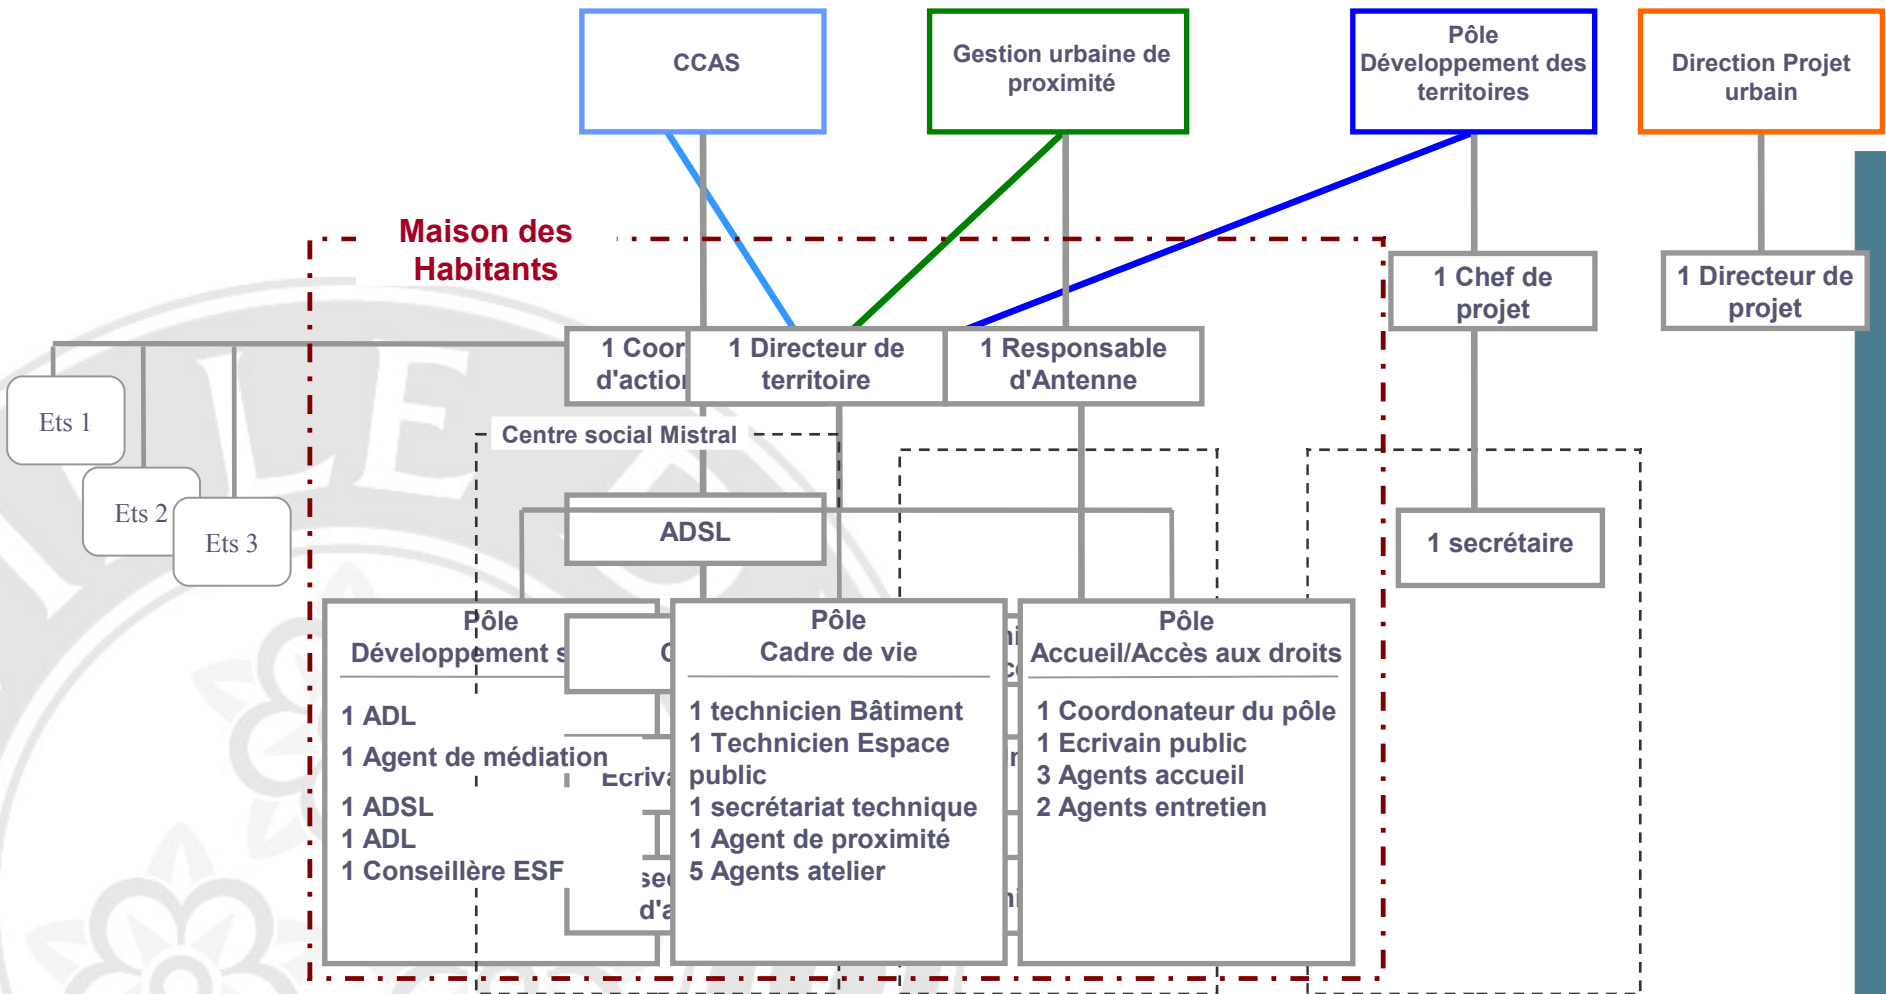 CCAS
Gestion urbaine de
proximité
Pôle
Développement des
territoires
Direction Projet
urbain
Maison des
Habitants
1 Chef de
projet
1 Directeur de
projet
1 Coor
d'action
1 Directeur de
territoire
1 Responsable
d'Antenne
Ets 1
Ets 2
Ets 3
Centre social Mistral
ADSL
1 secrétaire
Pôle
Développement s
1 ADL
1 Agent de médiation
1 ADSL
1 ADL
1 Conseillère ESF
Pôle
Cadre de vie
1 technicien Bâtiment
1 Technicien Espace
public
1 secrétariat technique
1 Agent de proximité
5 Agents atelier
Pôle
Accueil/Accès aux droits
1 Coordonateur du pôle
1 Ecrivain public
3 Agents accueil
2 Agents entretien